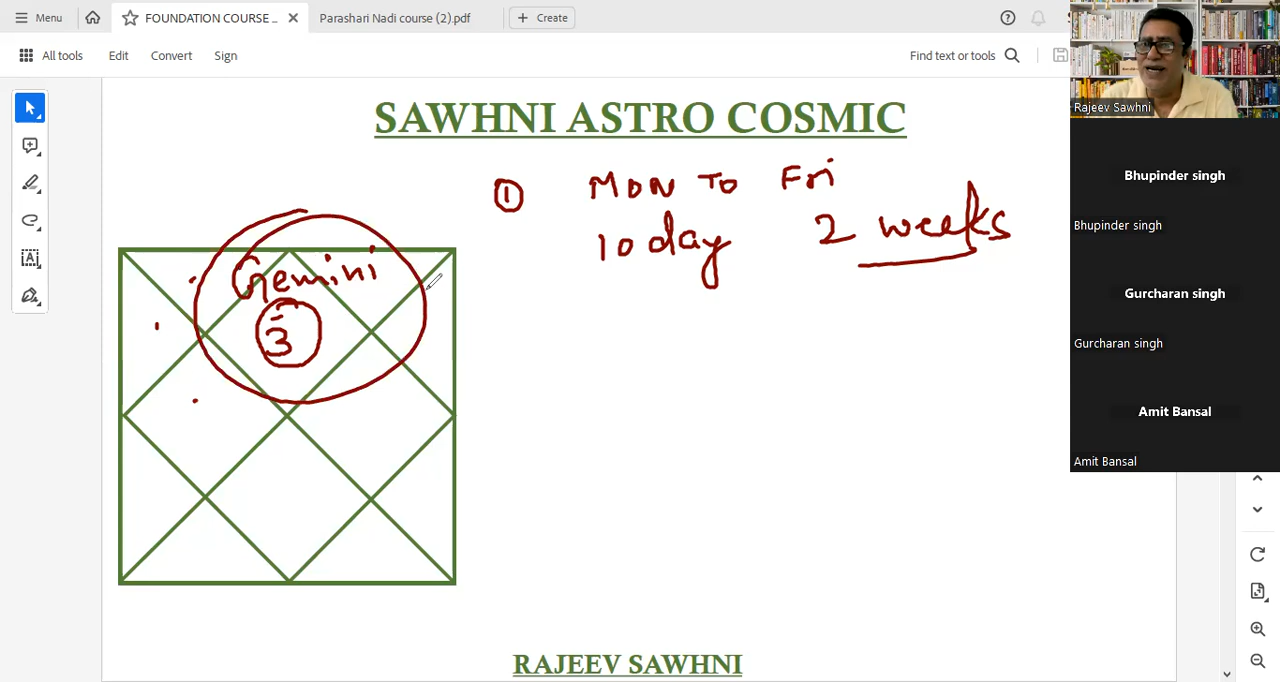 Menu
FOUNDATION COURSE ...
Parashari Nadi course (2).pdf
Create
All tools
Edit
Convert
Sign
Find text or tools
SAWHNI ASTRO COSMIC
① MON TO Fri
10 day 2 weeks
Gemini
3
RAJEEV SAWHNI
Rajeev Sawhni
Bhupinder singh
Bhupinder singh
Gurcharan singh
Gurcharan singh
Amit Bansal
Amit Bansal